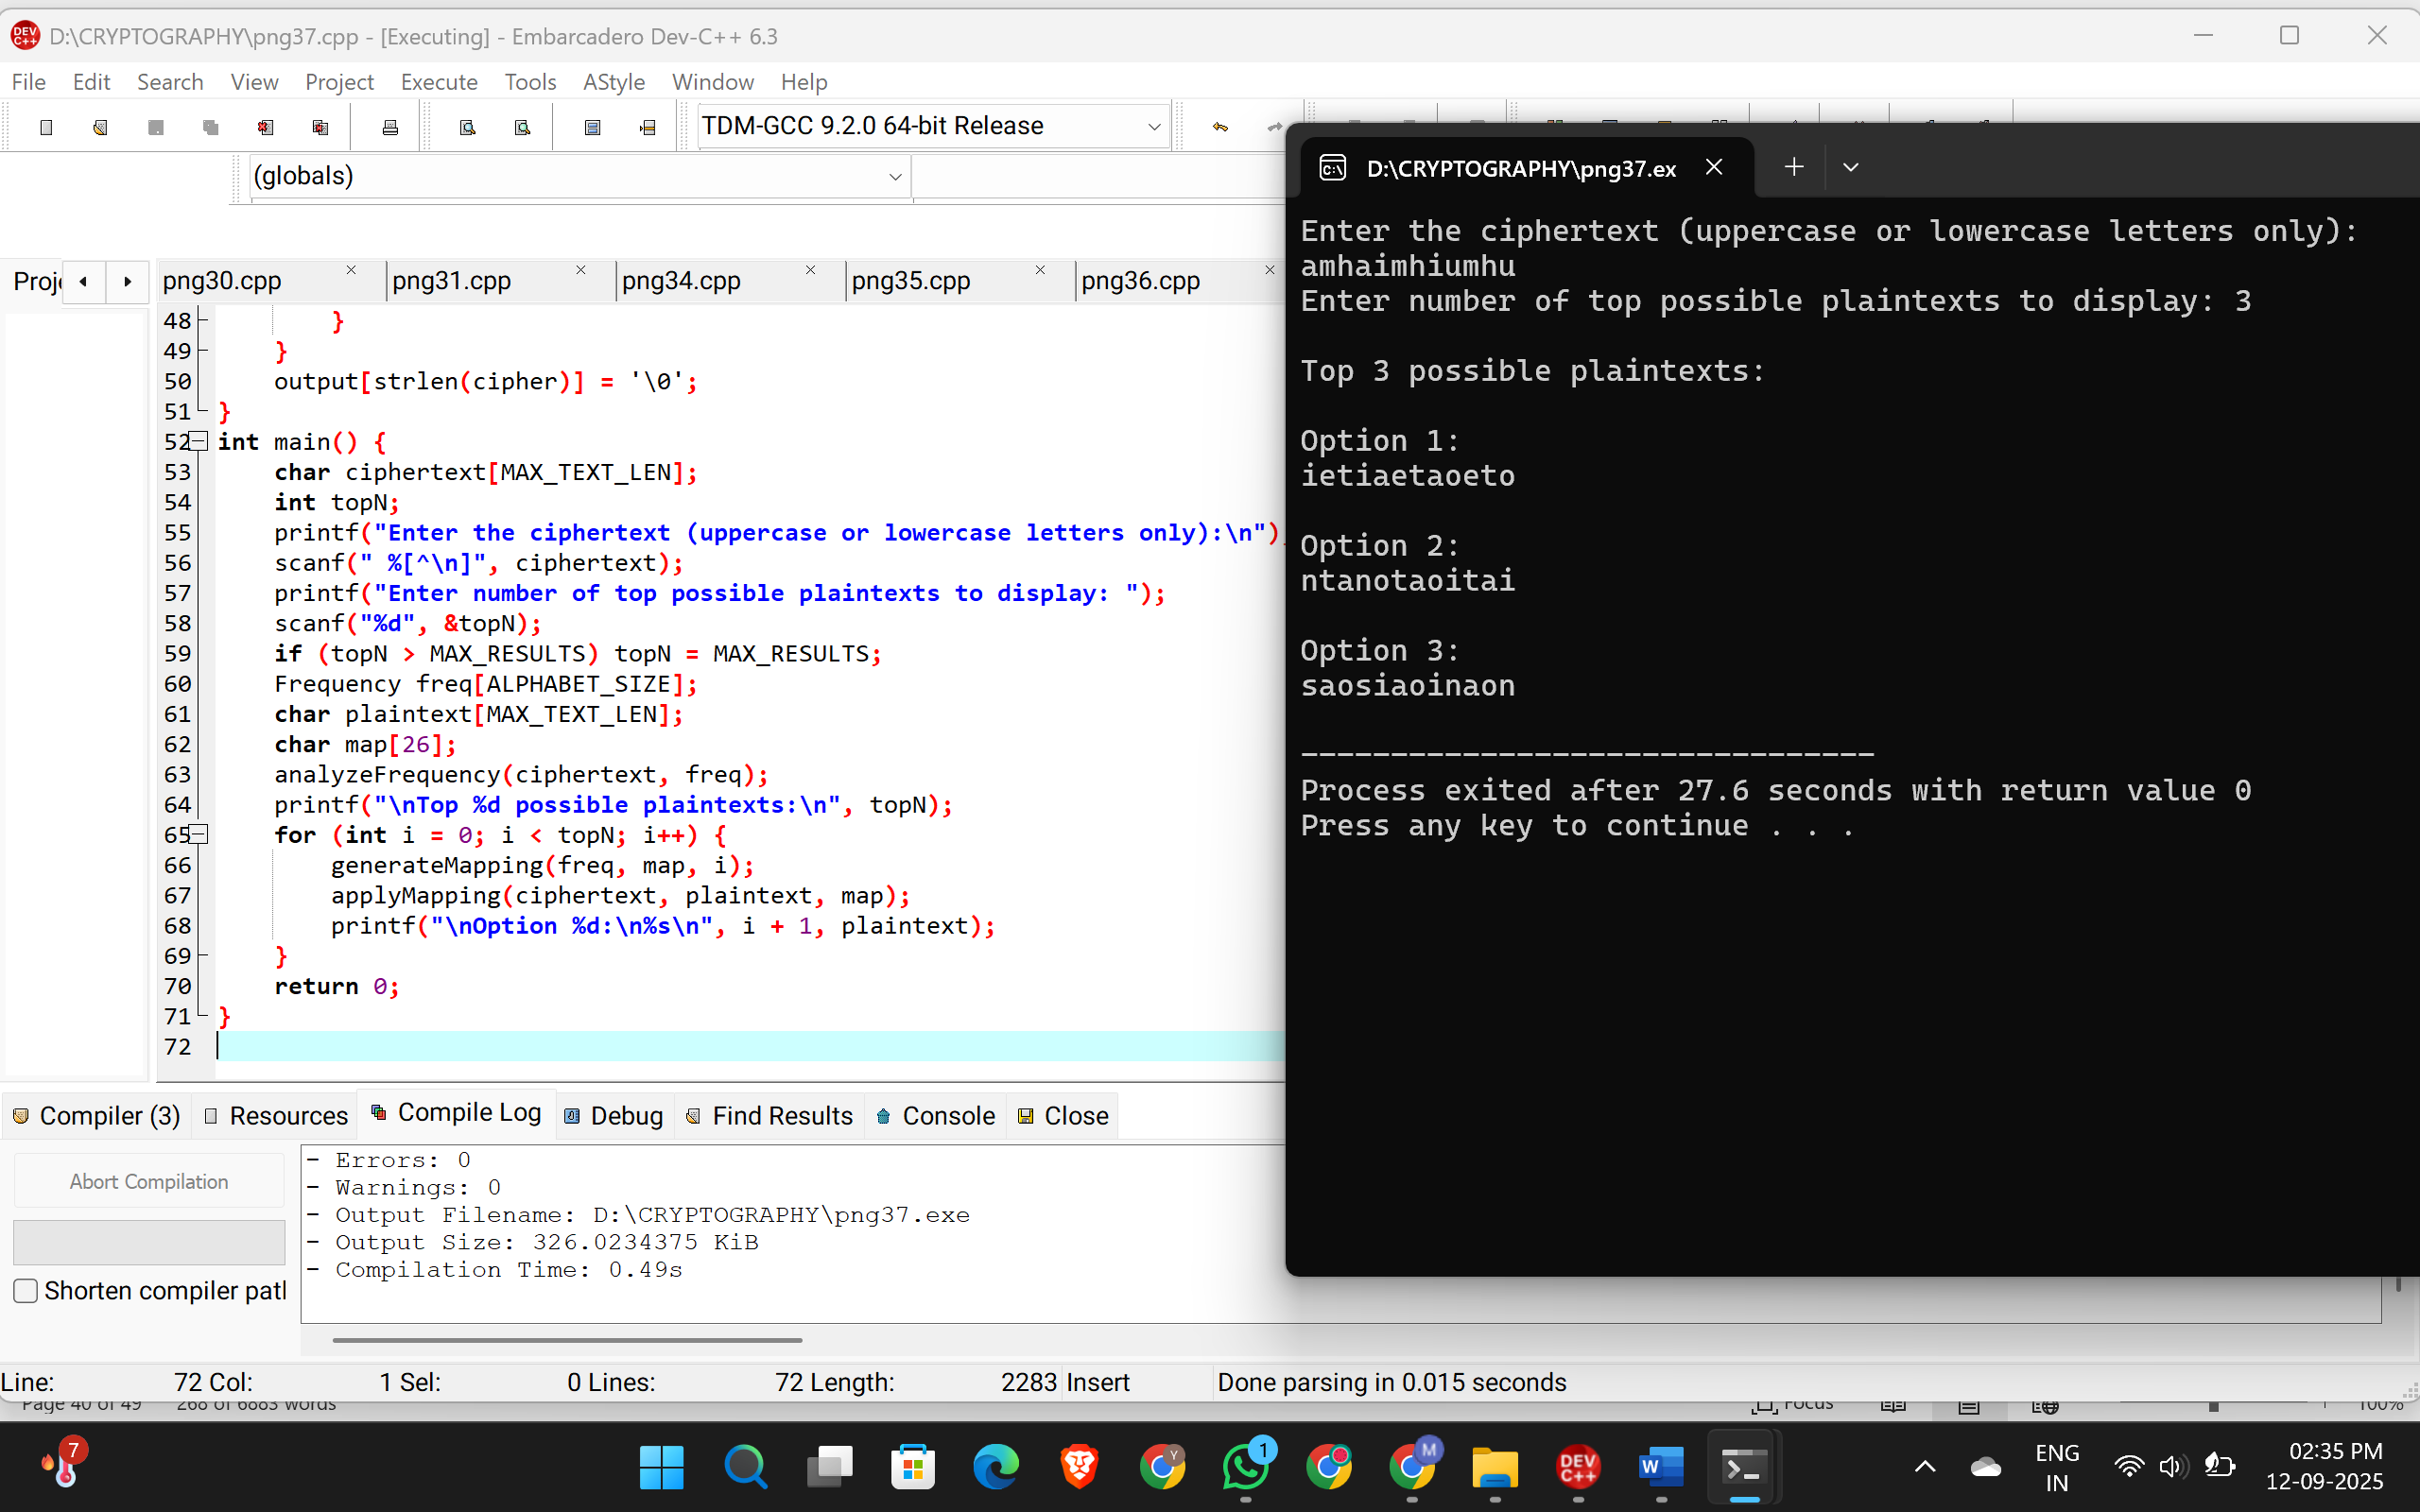 D:\CRYPTOGRAPHY\png37.cpp - [Executing] - Embarcadero Dev-C++ 6.3
File Edit Search View Project Execute Tools AStyle Window Help
TDM-GCC 9.2.0 64-bit Release
(globals)
png30.cpp png31.cpp png34.cpp png35.cpp png36.cpp
48 }
49 }
50 output[strlen(cipher)] = '\0';
51 }
52 int main() {
53 char ciphertext[MAX_TEXT_LEN];
54 int topN;
55 printf("Enter the ciphertext (uppercase or lowercase letters only):\n")
56 scanf(" %[^\n]", ciphertext);
57 printf("Enter number of top possible plaintexts to display: ");
58 scanf("%d", &topN);
59 if (topN > MAX_RESULTS) topN = MAX_RESULTS;
60 Frequency freq[ALPHABET_SIZE];
61 char plaintext[MAX_TEXT_LEN];
62 char map[26];
63 analyzeFrequency(ciphertext, freq);
64 printf("\nTop %d possible plaintexts:\n", topN);
65 for (int i = 0; i < topN; i++) {
66 generateMapping(freq, map, i);
67 applyMapping(ciphertext, plaintext, map);
68 printf("\nOption %d:\n%s\n", i + 1, plaintext);
69 }
70 return 0;
71 }
72
D:\CRYPTOGRAPHY\png37.ex
Enter the ciphertext (uppercase or lowercase letters only):
amhaimhiumhu
Enter number of top possible plaintexts to display: 3
Top 3 possible plaintexts:
Option 1:
ietiaetaoeto
Option 2:
ntanotaoitai
Option 3:
saosiaoinaon
--------------------------------
Process exited after 27.6 seconds with return value 0
Press any key to continue . . .
Compiler (3) Resources Compile Log Debug Find Results Console Close
Abort Compilation
Shorten compiler patl
- Errors: 0
- Warnings: 0
- Output Filename: D:\CRYPTOGRAPHY\png37.exe
- Output Size: 326.0234375 KiB
- Compilation Time: 0.49s
Line: 72 Col: 1 Sel: 0 Lines: 72 Length: 2283 Insert Done parsing in 0.015 seconds
Page 40 of 49 268 of 6883 words Focus 100%
7
1
ENG
IN
02:35 PM
12-09-2025